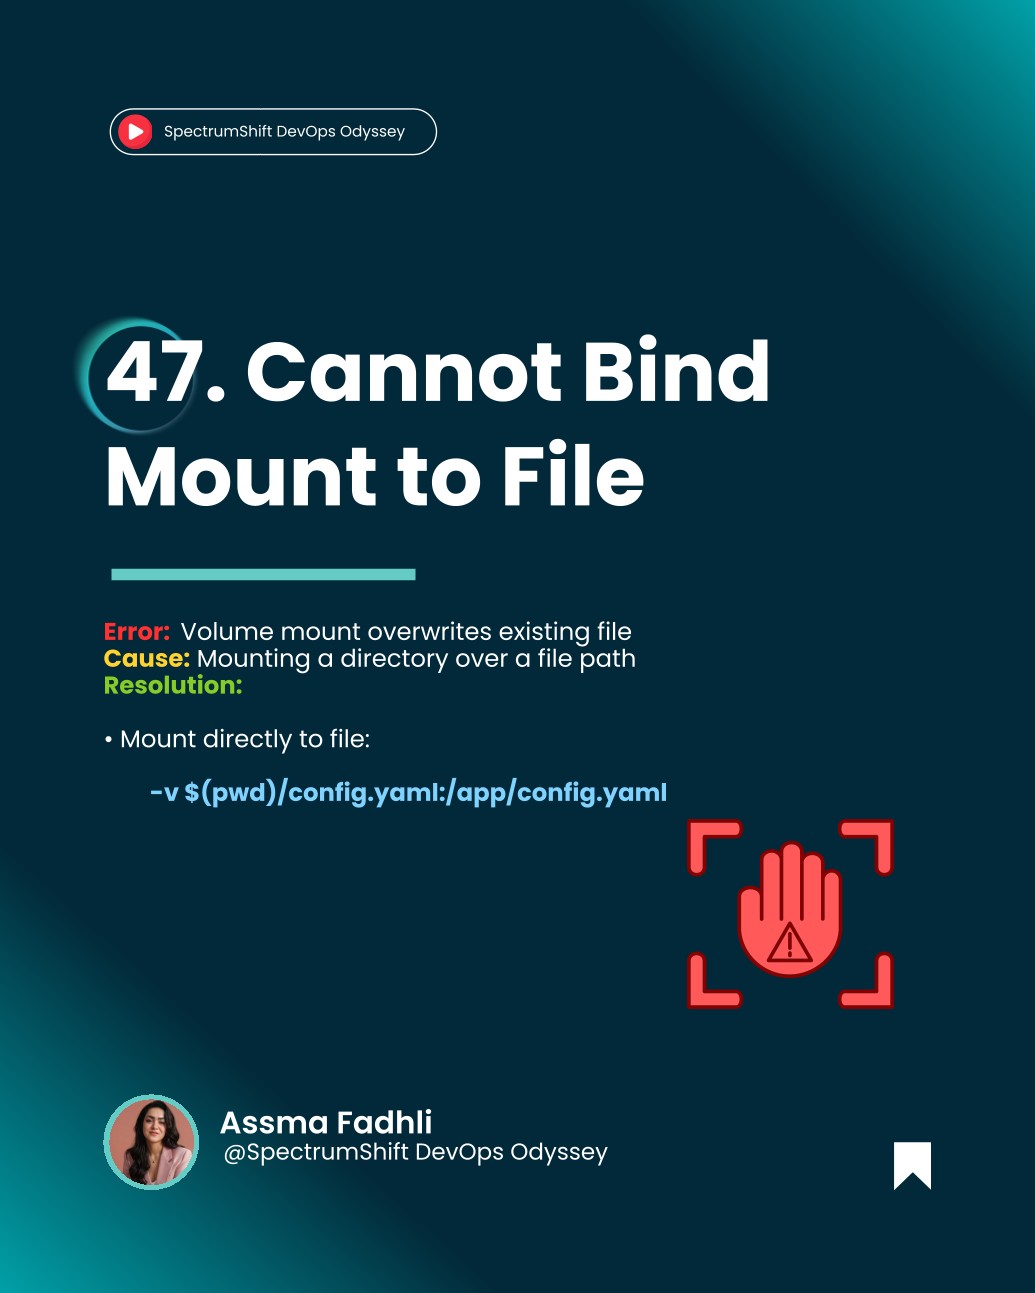 SpectrumShift DevOps Odyssey
47. Cannot Bind
Mount to File
Error: Volume mount overwrites existing file
Cause: Mounting a directory over a file path
Resolution:
• Mount directly to file:
-v $(pwd)/config.yaml:/app/config.yaml
Assma Fadhli
@SpectrumShift DevOps Odyssey